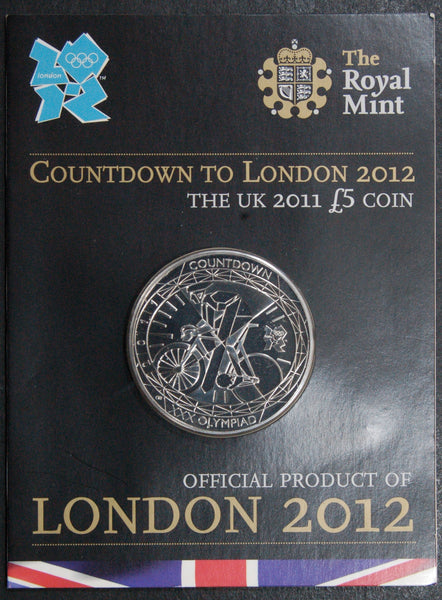 london
The
Royal
Mint
COUNTDOWN TO LONDON 2012
THE UK 2011 £5 COIN
COUNTDOWN
2011
XXX OLYMPIAD
OFFICIAL PRODUCT OF
LONDON 2012